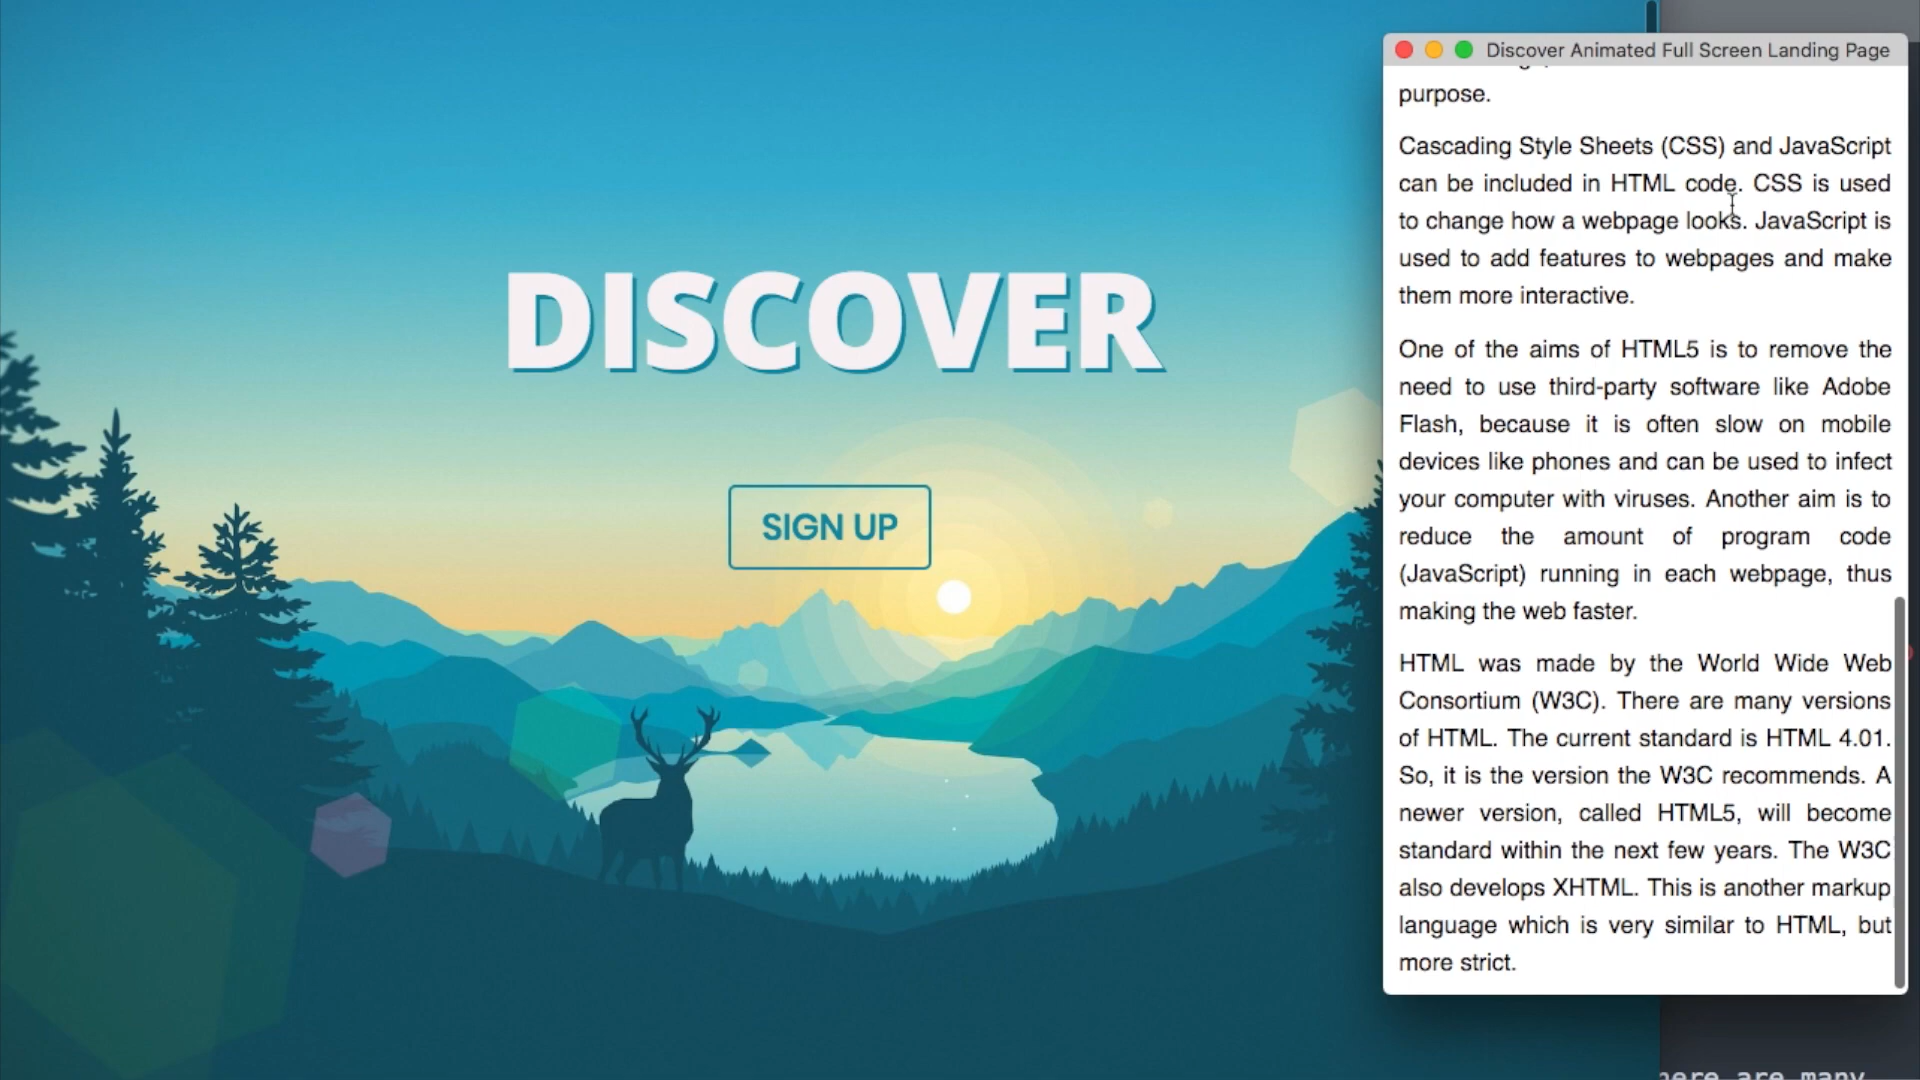 DISCOVER
SIGN UP
Discover Animated Full Screen Landing Page
purpose.
Cascading Style Sheets (CSS) and JavaScript
can be included in HTML code. CSS is used
to change how a webpage looks. JavaScript is
used to add features to webpages and make
them more interactive.
One of the aims of HTML5 is to remove the
need to use third-party software like Adobe
Flash, because it is often slow on mobile
devices like phones and can be used to infect
your computer with viruses. Another aim is to
reduce the amount of program code
(JavaScript) running in each webpage, thus
making the web faster.
HTML was made by the World Wide Web
Consortium (W3C). There are many versions
of HTML. The current standard is HTML 4.01.
So, it is the version the W3C recommends. A
newer version, called HTML5, will become
standard within the next few years. The W3C
also develops XHTML. This is another markup
language which is very similar to HTML, but
more strict.
are many